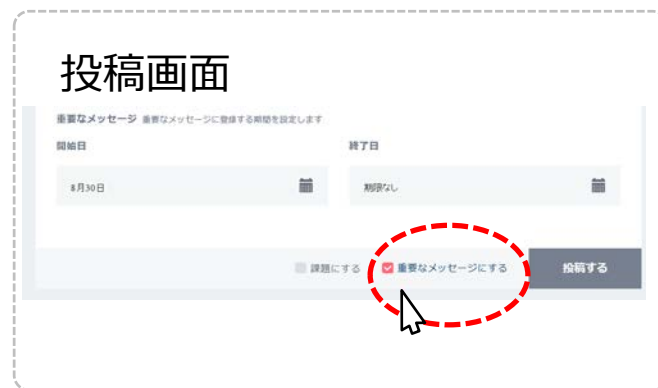 投稿画面
重要なメッセージ 重要なメッセージに登録する期間を設定します
開始日
終了日
8月30日
期限なし
課題にする
重要なメッセージにする
投稿する